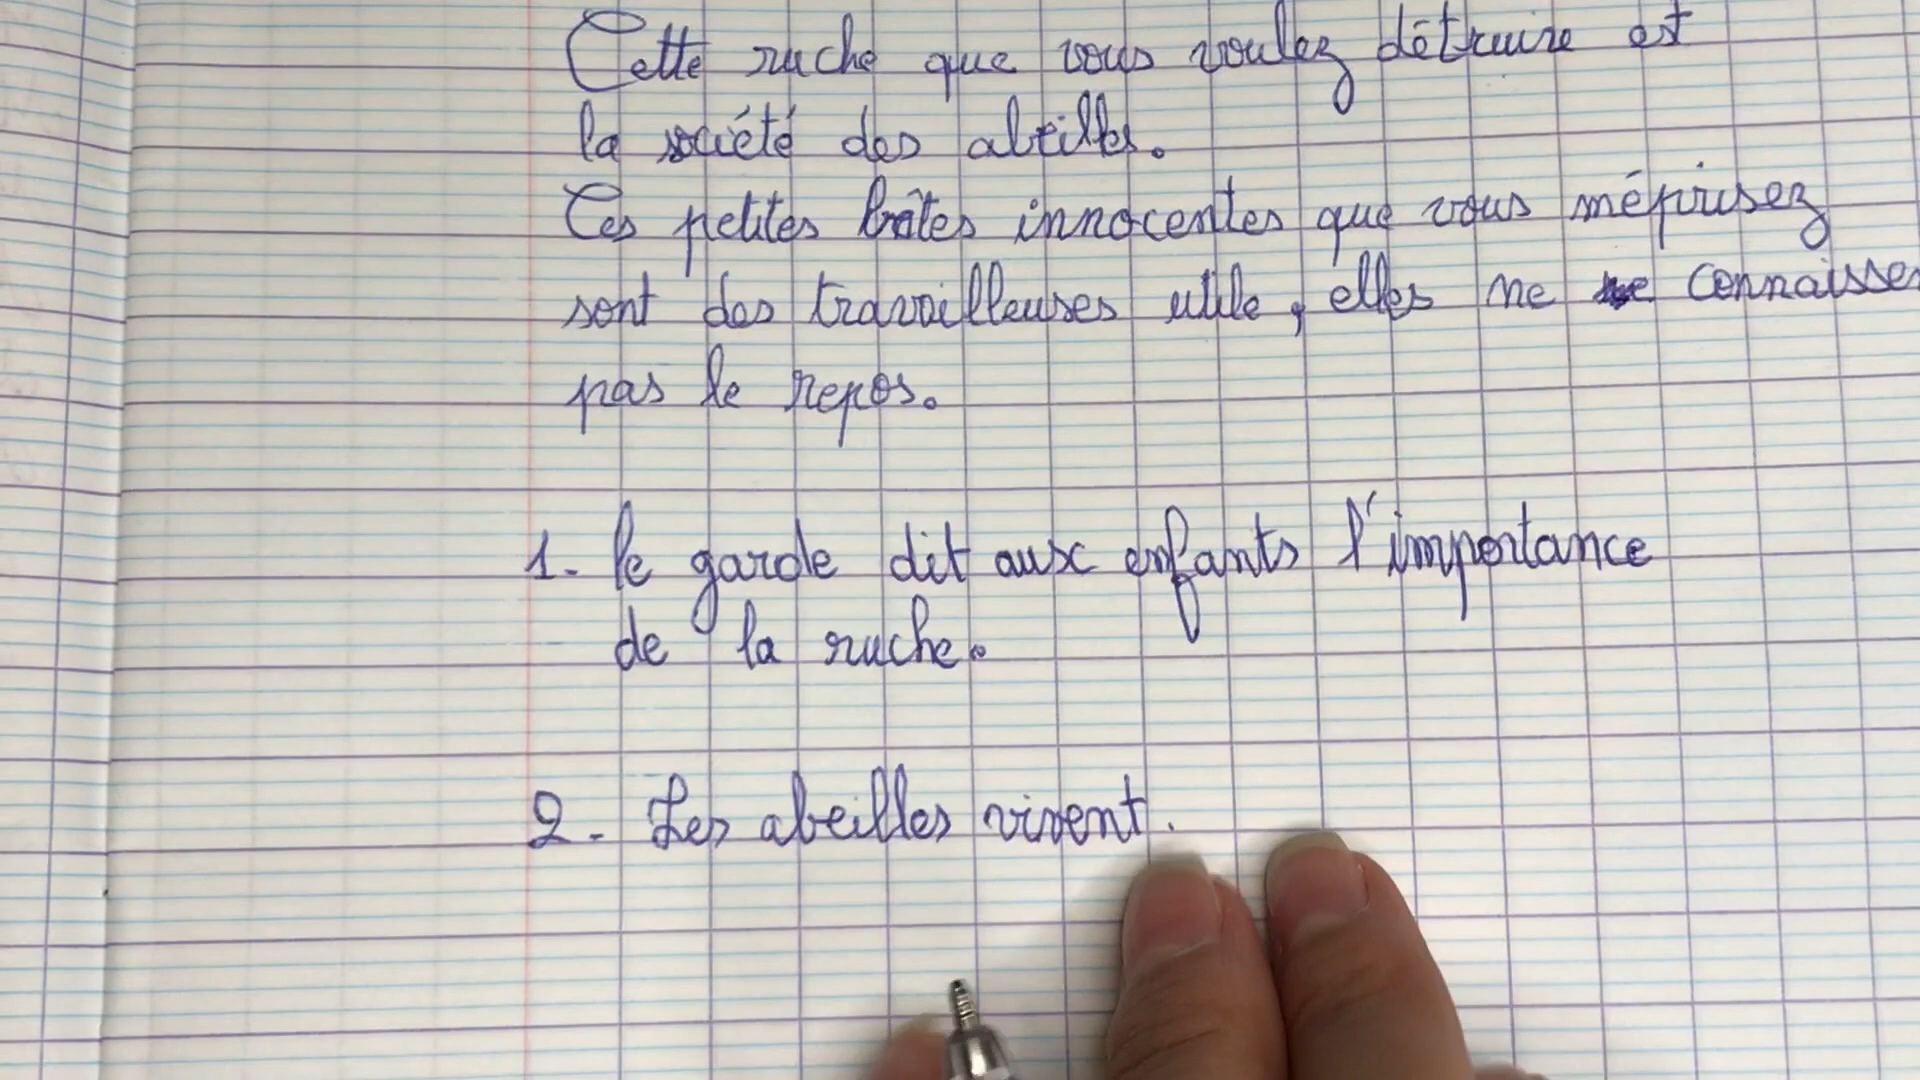 Cette ruche que vous voulez détruire est
la société des abeilles.
Ces petites bêtes innocentes que vous méprisez
sont des travailleuses utile, elles ne connaisse
pas le repos.
1. le garde dit aux enfants l'importance
de la ruche.
2. Les abeilles vivent.